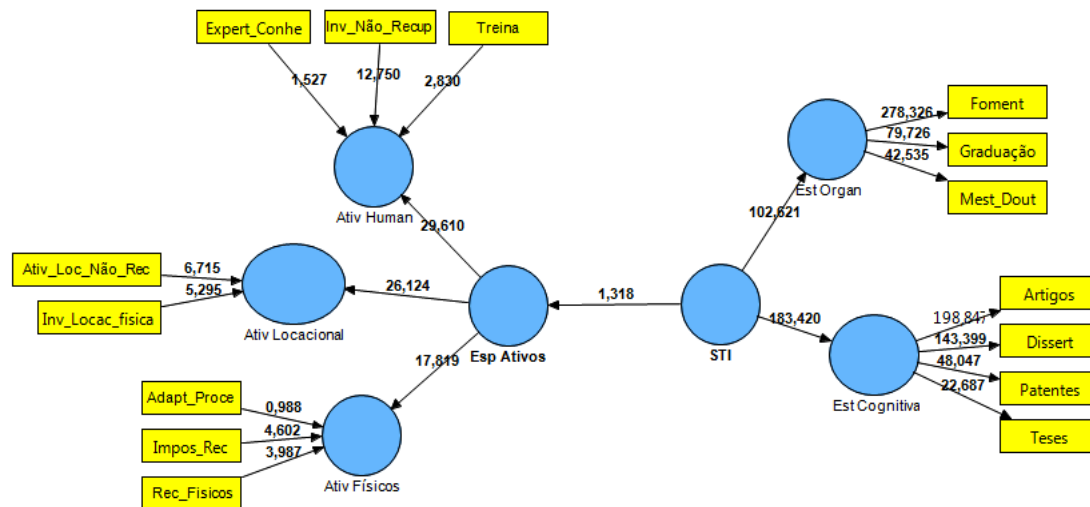 Expert_Conhe
Inv_Não_Recup
Treina
1,527
12,750
2,830
Ativ Human
29,610
Ativ_Loc_Não_Rec
6,715
Inv_Locac_fisica
5,295
Ativ Locacional
26,124
Esp Ativos
17,819
Adapt_Proce
0,988
Impos_Rec
4,602
Rec_Fisicos
3,987
Ativ Físicos
1,318
STI
102,621
183,420
Est Organ
278,326
Foment
79,726
Graduação
42,535
Mest_Dout
Est Cognitiva
198,847
Artigos
143,399
Dissert
48,047
Patentes
22,687
Teses